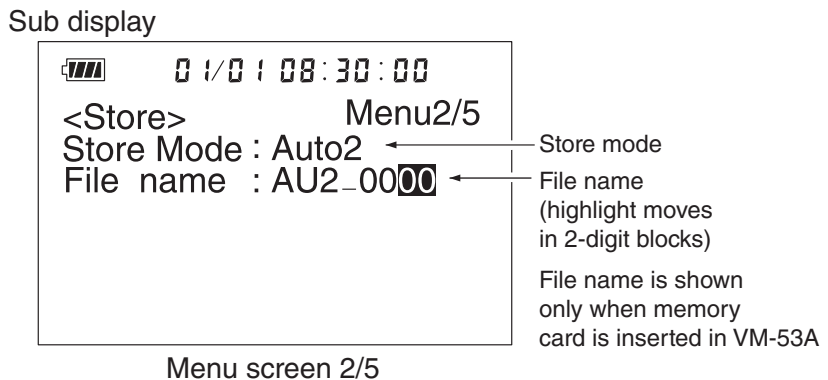 Sub display
01/01 08:30:00
<Store> Menu2/5
Store Mode : Auto2
File name : AU2_0000
Store mode
File name
(highlight moves
in 2-digit blocks)
File name is shown
only when memory
card is inserted in VM-53A
Menu screen 2/5